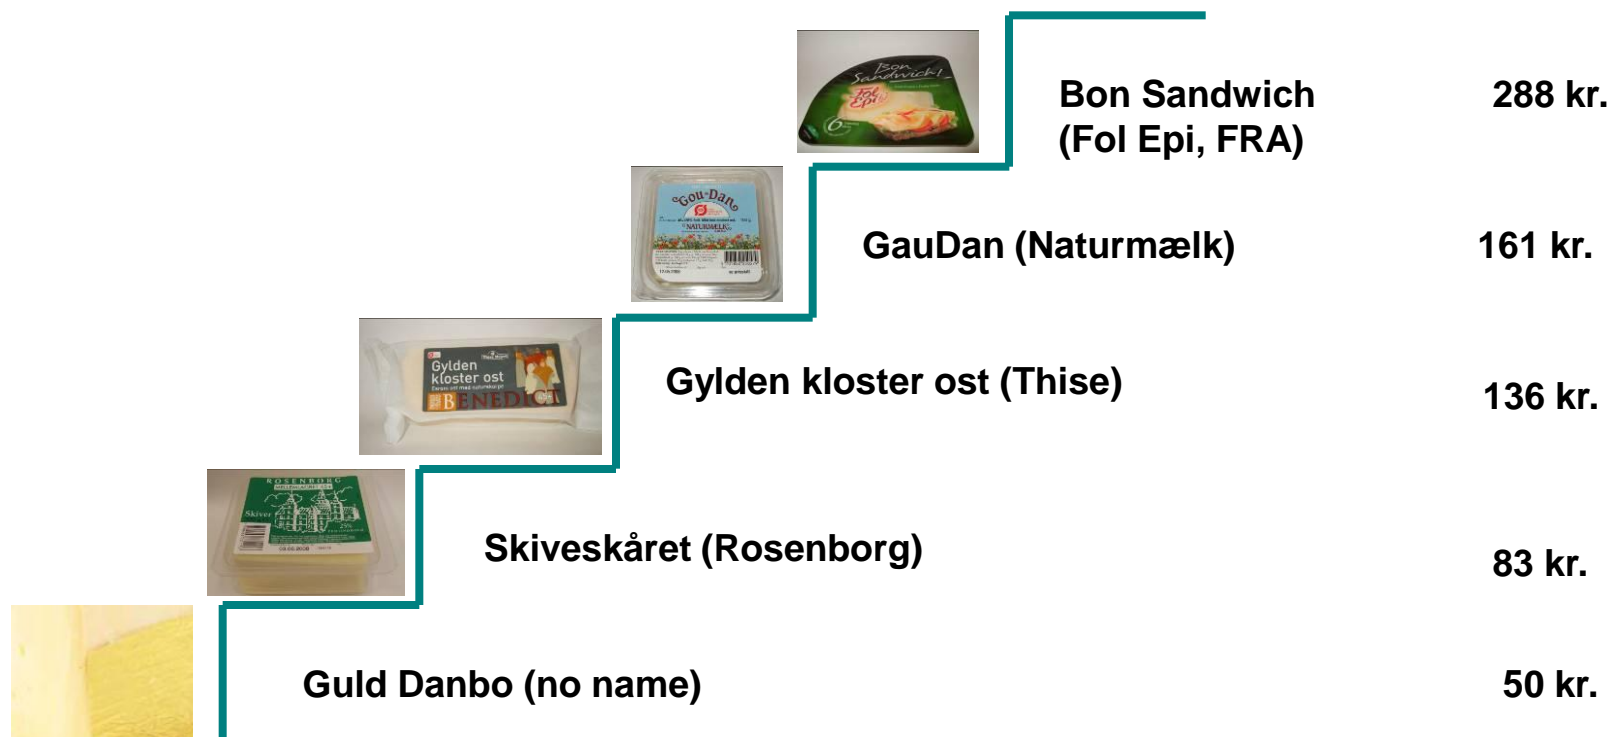 Bon
Sandwich!
Fol
Epi
6
Bon Sandwich
(Fol Epi, FRA)
288 kr.
Gou-Dan
NATURMÆLK
GauDan (Naturmælk)
161 kr.
Gylden
kloster ost
BENEDICT
Gylden kloster ost (Thise)
136 kr.
ROSENBORG
Skiver
25%
Skiveskåret (Rosenborg)
83 kr.
Guld Danbo (no name)
50 kr.